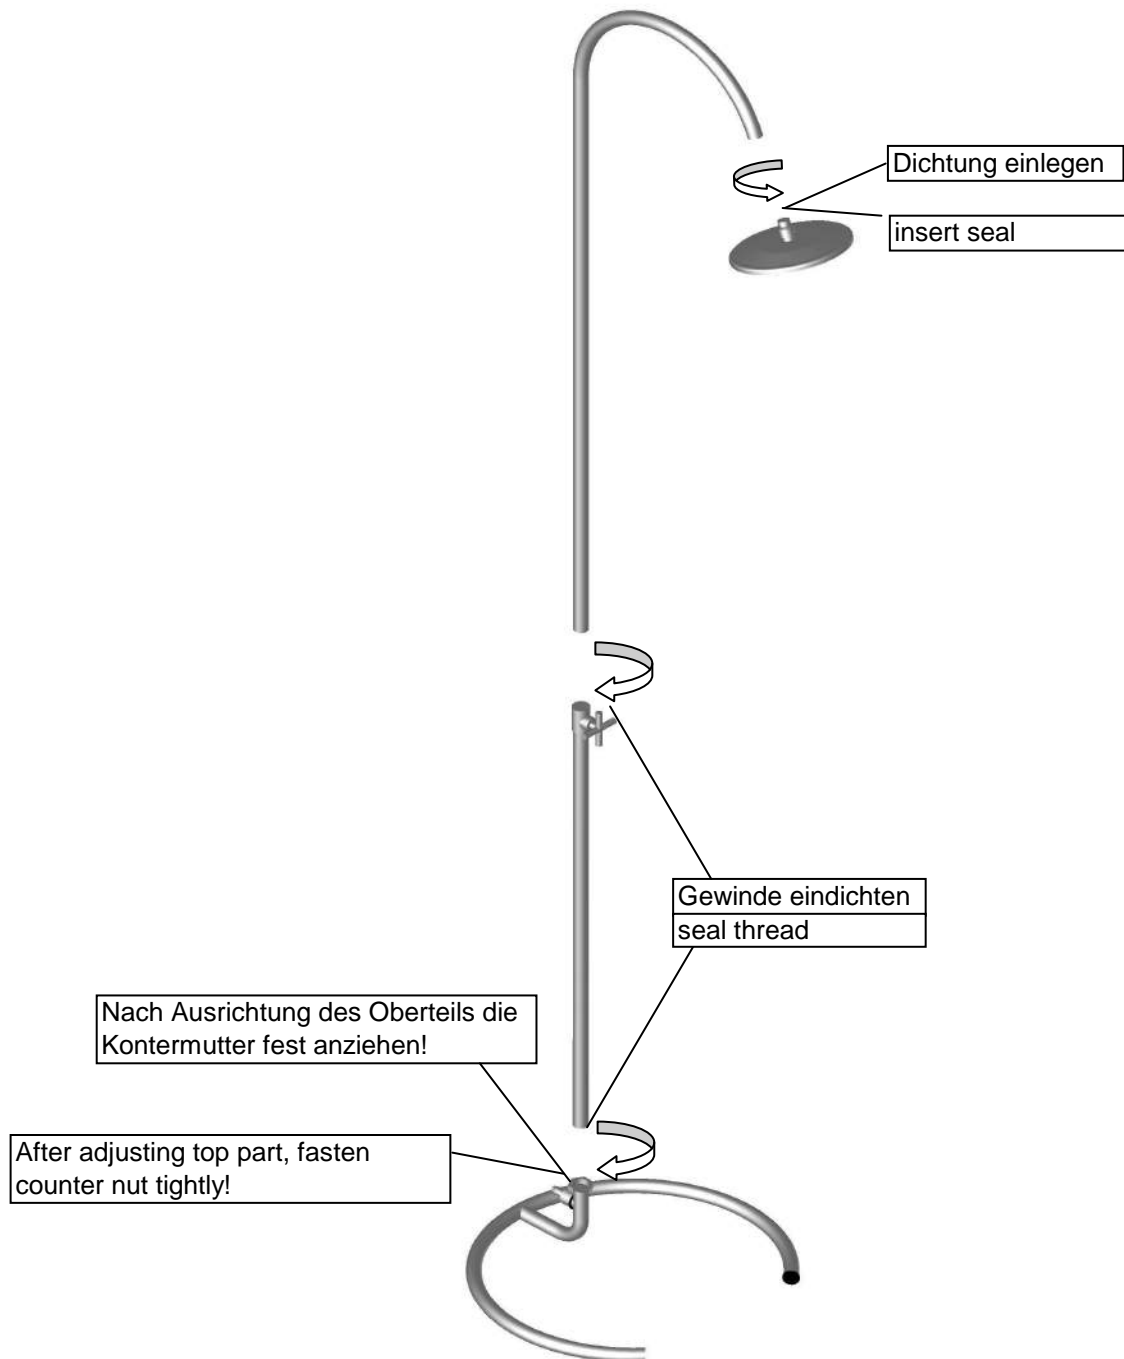 Dichtung einlegen
insert seal
Gewinde eindichten
seal thread
Nach Ausrichtung des Oberteils die
Kontermutter fest anziehen!
After adjusting top part, fasten
counter nut tightly!